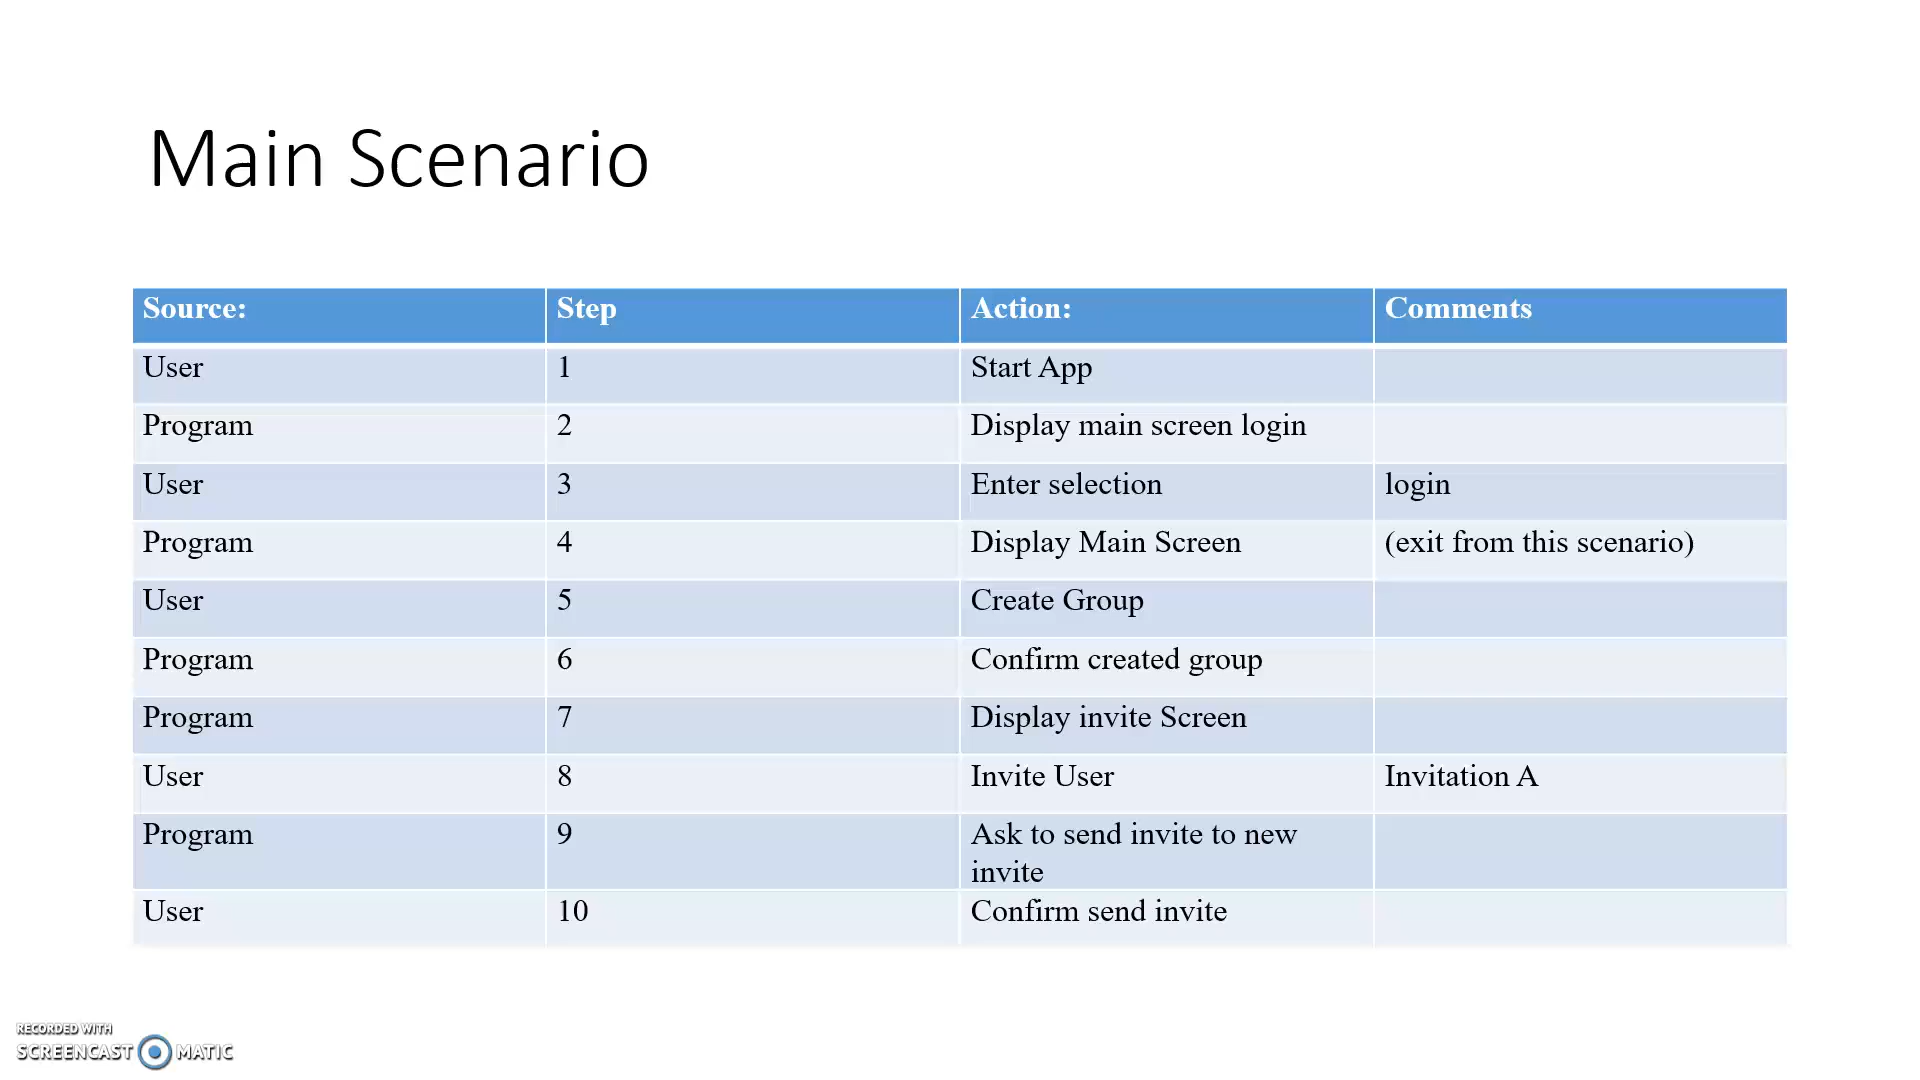 Main Scenario
Source: Step Action: Comments
User 1 Start App
Program 2 Display main screen login
User 3 Enter selection login
Program 4 Display Main Screen (exit from this scenario)
User 5 Create Group
Program 6 Confirm created group
Program 7 Display invite Screen
User 8 Invite User Invitation A
Program 9 Ask to send invite to new
invite
User 10 Confirm send invite
RECORDED WITH
SCREENCAST MATIC